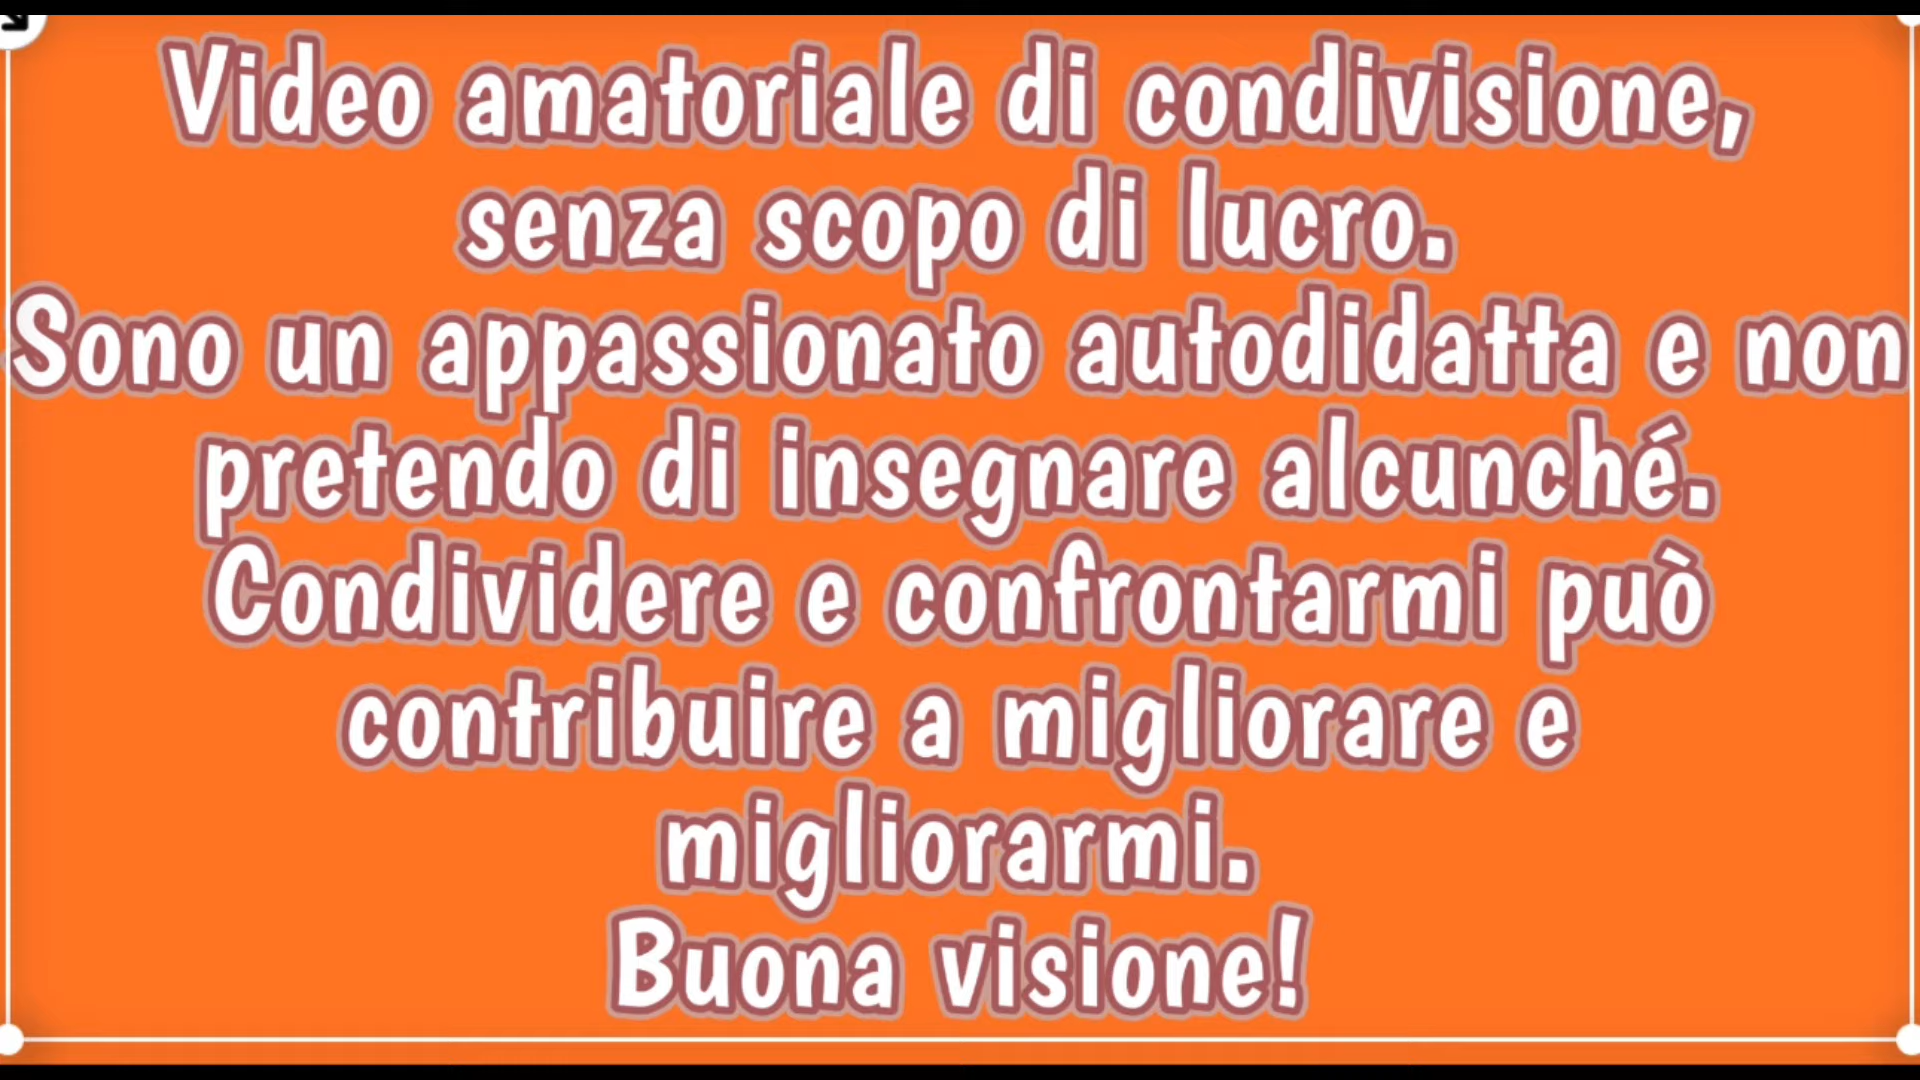 Video amatoriale di condivisione,
senza scopo di lucro.
Sono un appassionato autodidatta e non
pretendo di insegnare alcunché.
Condividere e confrontarmi può
contribuire a migliorare e
migliorarmi.
Buona visione!